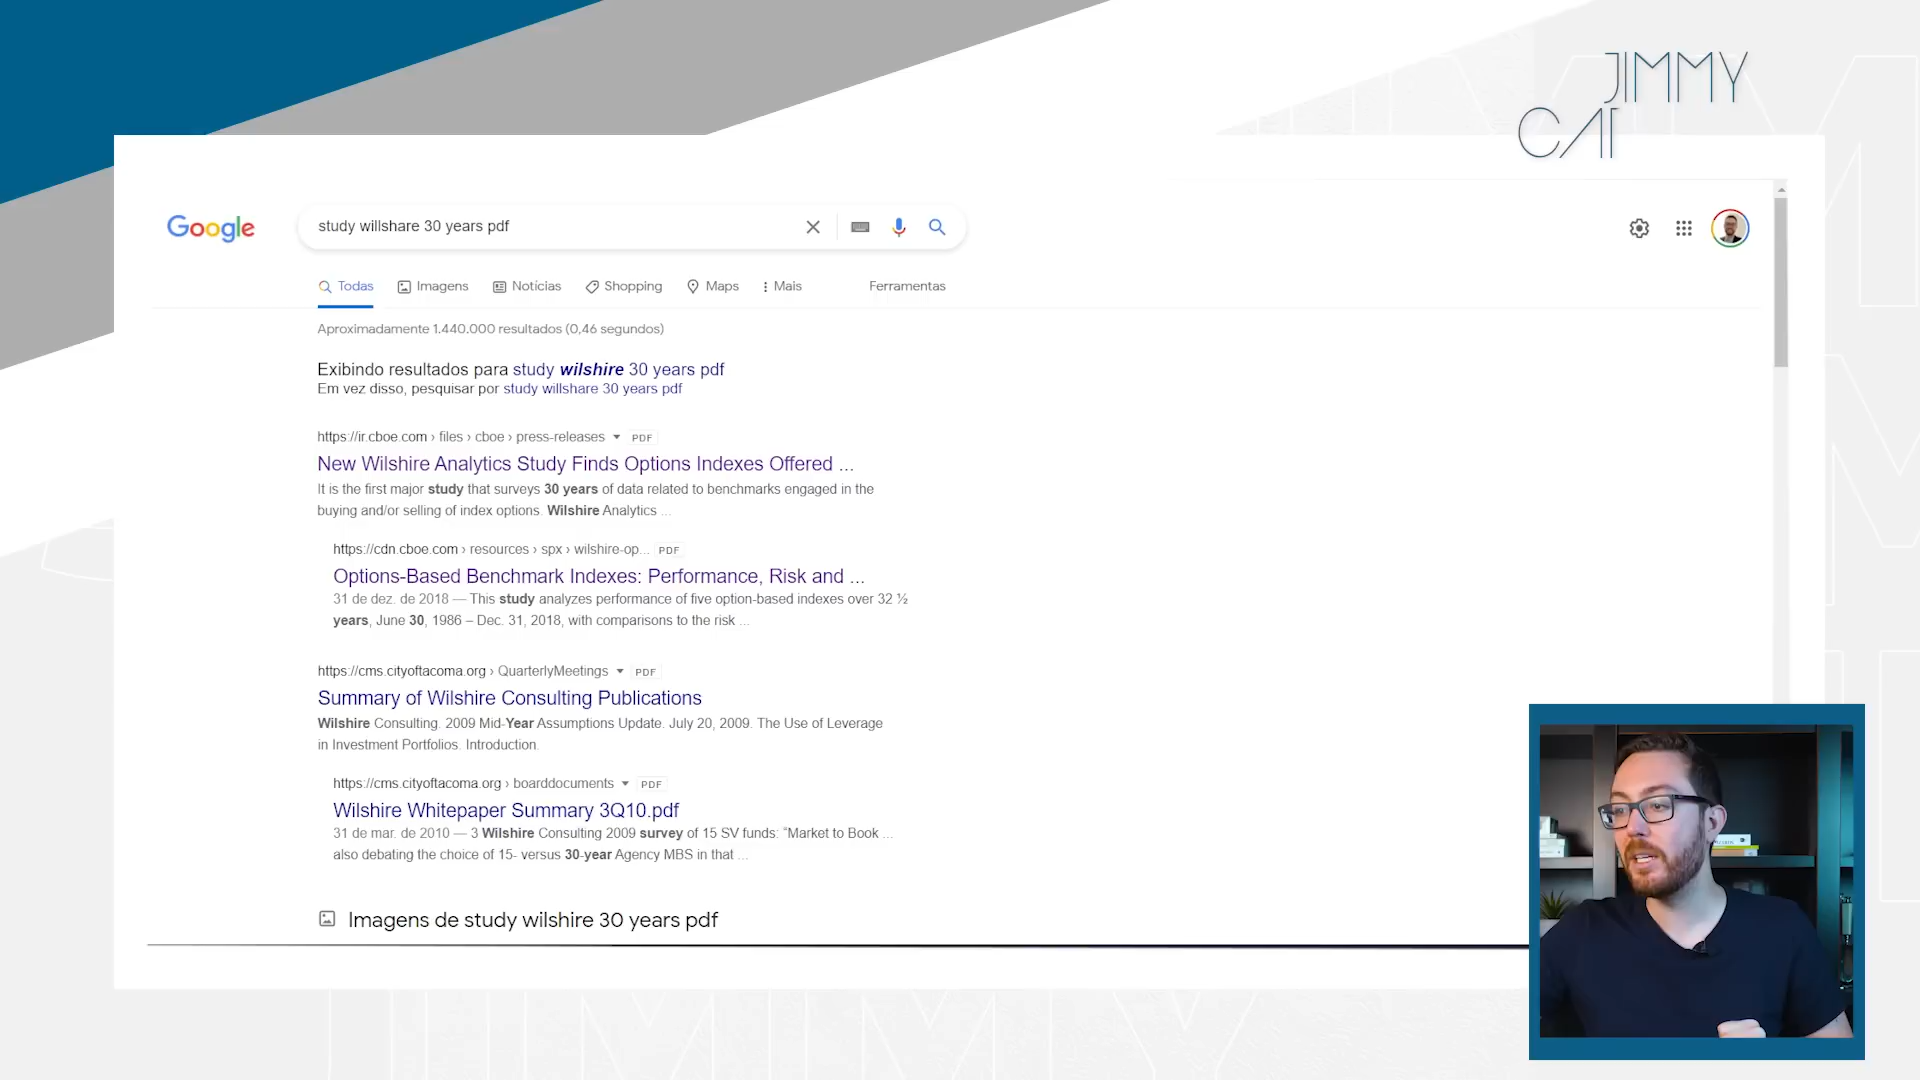 JIMMY
CAT
Google
study willshare 30 years pdf
Todas
Imagens
Notícias
Shopping
Maps
Mais
Ferramentas
Aproximadamente 1.440.000 resultados (0,46 segundos)
Exibindo resultados para study wilshire 30 years pdf
Em vez disso, pesquisar por study willshare 30 years pdf
https://ir.cboe.com › files › cboe › press-releases PDF
New Wilshire Analytics Study Finds Options Indexes Offered ...
It is the first major study that surveys 30 years of data related to benchmarks engaged in the
buying and/or selling of index options. Wilshire Analytics ...
https://cdn.cboe.com › resources › spx › wilshire-op... PDF
Options-Based Benchmark Indexes: Performance, Risk and ...
31 de dez. de 2018 — This study analyzes performance of five option-based indexes over 32 ½
years, June 30, 1986 – Dec. 31, 2018, with comparisons to the risk ...
https://cms.cityoftacoma.org › QuarterlyMeetings PDF
Summary of Wilshire Consulting Publications
Wilshire Consulting. 2009 Mid-Year Assumptions Update. July 20, 2009. The Use of Leverage
in Investment Portfolios. Introduction.
https://cms.cityoftacoma.org › boarddocuments PDF
Wilshire Whitepaper Summary 3Q10.pdf
31 de mar. de 2010 — 3 Wilshire Consulting 2009 survey of 15 SV funds: “Market to Book ...
also debating the choice of 15- versus 30-year Agency MBS in that ...
Imagens de study wilshire 30 years pdf